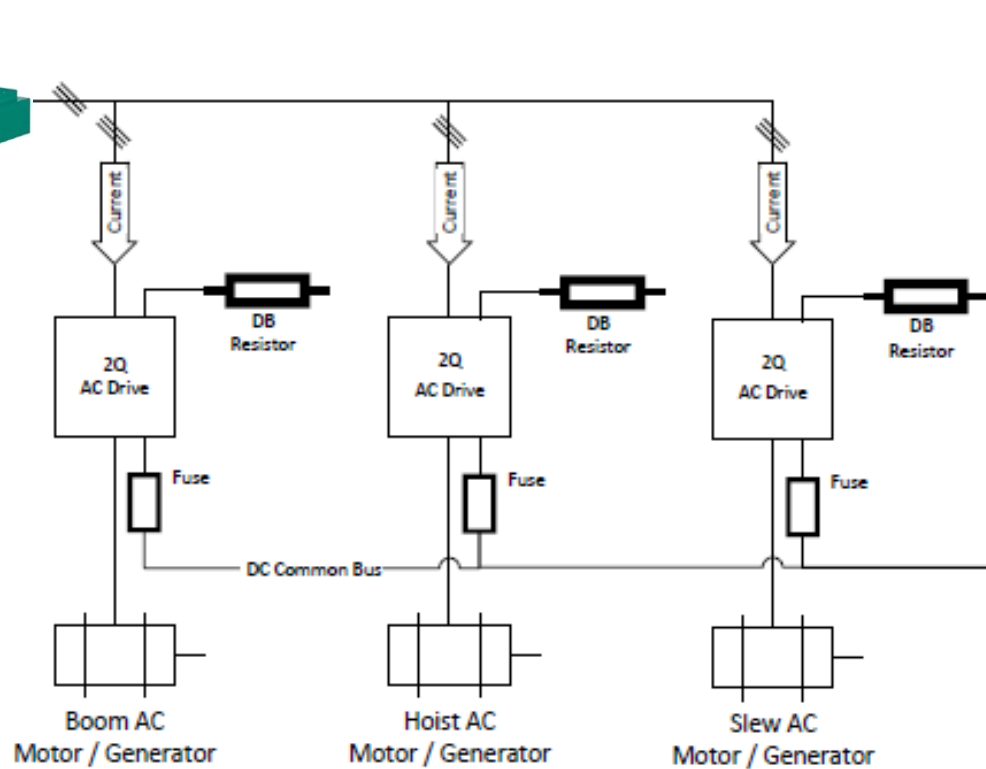 Current
Current
Current
DB
Resistor
DB
Resistor
DB
Resistor
2Q
AC Drive
2Q
AC Drive
2Q
AC Drive
Fuse
Fuse
Fuse
DC Common Bus
Boom AC
Motor / Generator
Hoist AC
Motor / Generator
Slew AC
Motor / Generator